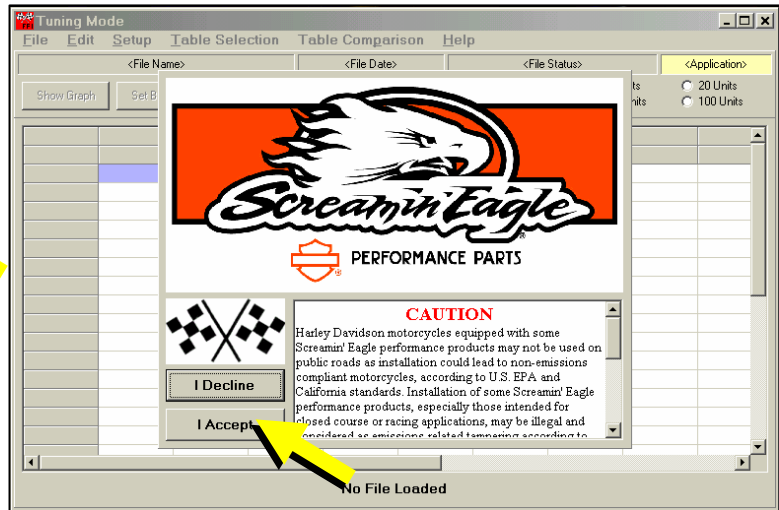 Tuning Mode
File Edit Setup Table Selection Table Comparison Help
<File Name> <File Date> <File Status> <Application>
Show Graph Set B
20 Units
100 Units
Screamin' Eagle
PERFORMANCE PARTS
CAUTION
Harley Davidson motorcycles equipped with some
Screamin' Eagle performance products may not be used on
public roads as installation could lead to non-emissions
compliant motorcycles, according to U.S. EPA and
California standards. Installation of some Screamin' Eagle
performance products, especially those intended for
closed course or racing applications, may be illegal and
considered as emissions related tampering according to
I Decline
I Accept
No File Loaded